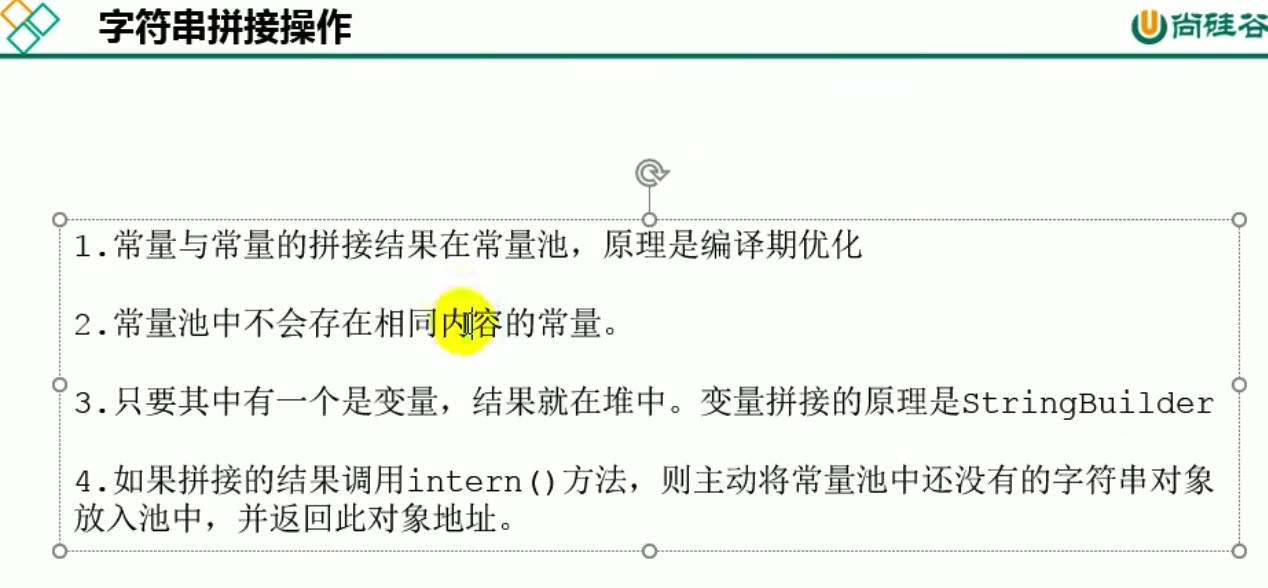 字符串拼接操作
尚硅谷
1.常量与常量的拼接结果在常量池，原理是编译期优化
2.常量池中不会存在相同内容的常量。
3.只要其中有一个是变量，结果就在堆中。变量拼接的原理是StringBuilder
4.如果拼接的结果调用intern()方法，则主动将常量池中还没有的字符串对象
放入池中，并返回此对象地址。